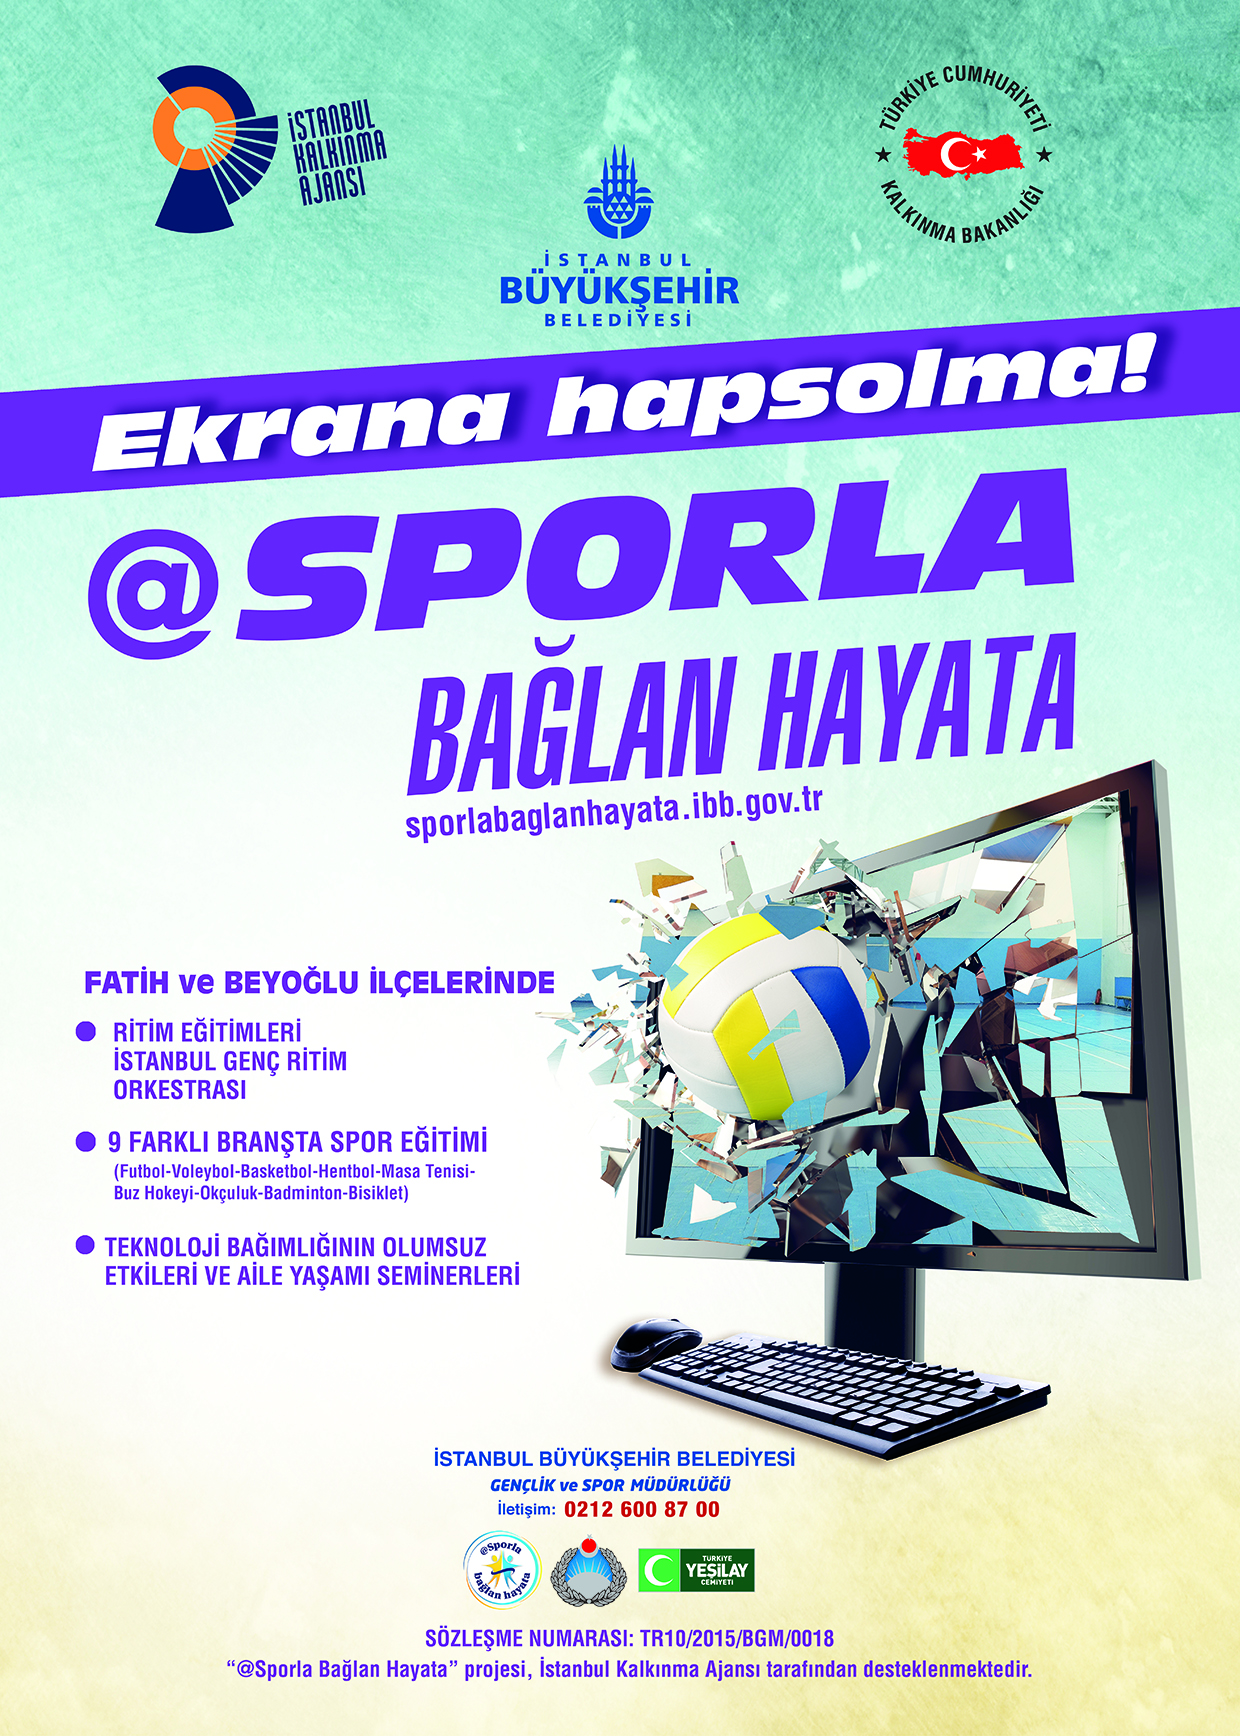 İSTANBUL
KALKINMA
AJANSI
TÜRKİYE CUMHURİYETİ
KALKINMA BAKANLIĞI
İSTANBUL
BÜYÜKŞEHİR
BELEDİYESİ
Ekrana hapsolma!
@SPORLA
BAĞLAN HAYATA
sporlabaglanhayata.ibb.gov.tr
FATİH ve BEYOĞLU İLÇELERİNDE
RİTİM EĞİTİMLERİ
İSTANBUL GENÇ RİTİM
ORKESTRASI
9 FARKLI BRANŞTA SPOR EĞİTİMİ
(Futbol-Voleybol-Basketbol-Hentbol-Masa Tenisi-
Buz Hokeyi-Okçuluk-Badminton-Bisiklet)
TEKNOLOJİ BAĞIMLIĞININ OLUMSUZ
ETKİLERİ VE AİLE YAŞAMI SEMİNERLERİ
İSTANBUL BÜYÜKŞEHİR BELEDİYESİ
GENÇLİK ve SPOR MÜDÜRLÜĞÜ
İletişim: 0212 600 87 00
@sporla
bağlan hayata
TÜRKİYE
YEŞİLAY
CEMİYETİ
SÖZLEŞME NUMARASI: TR10/2015/BGM/0018
“@Sporla Bağlan Hayata” projesi, İstanbul Kalkınma Ajansı tarafından desteklenmektedir.